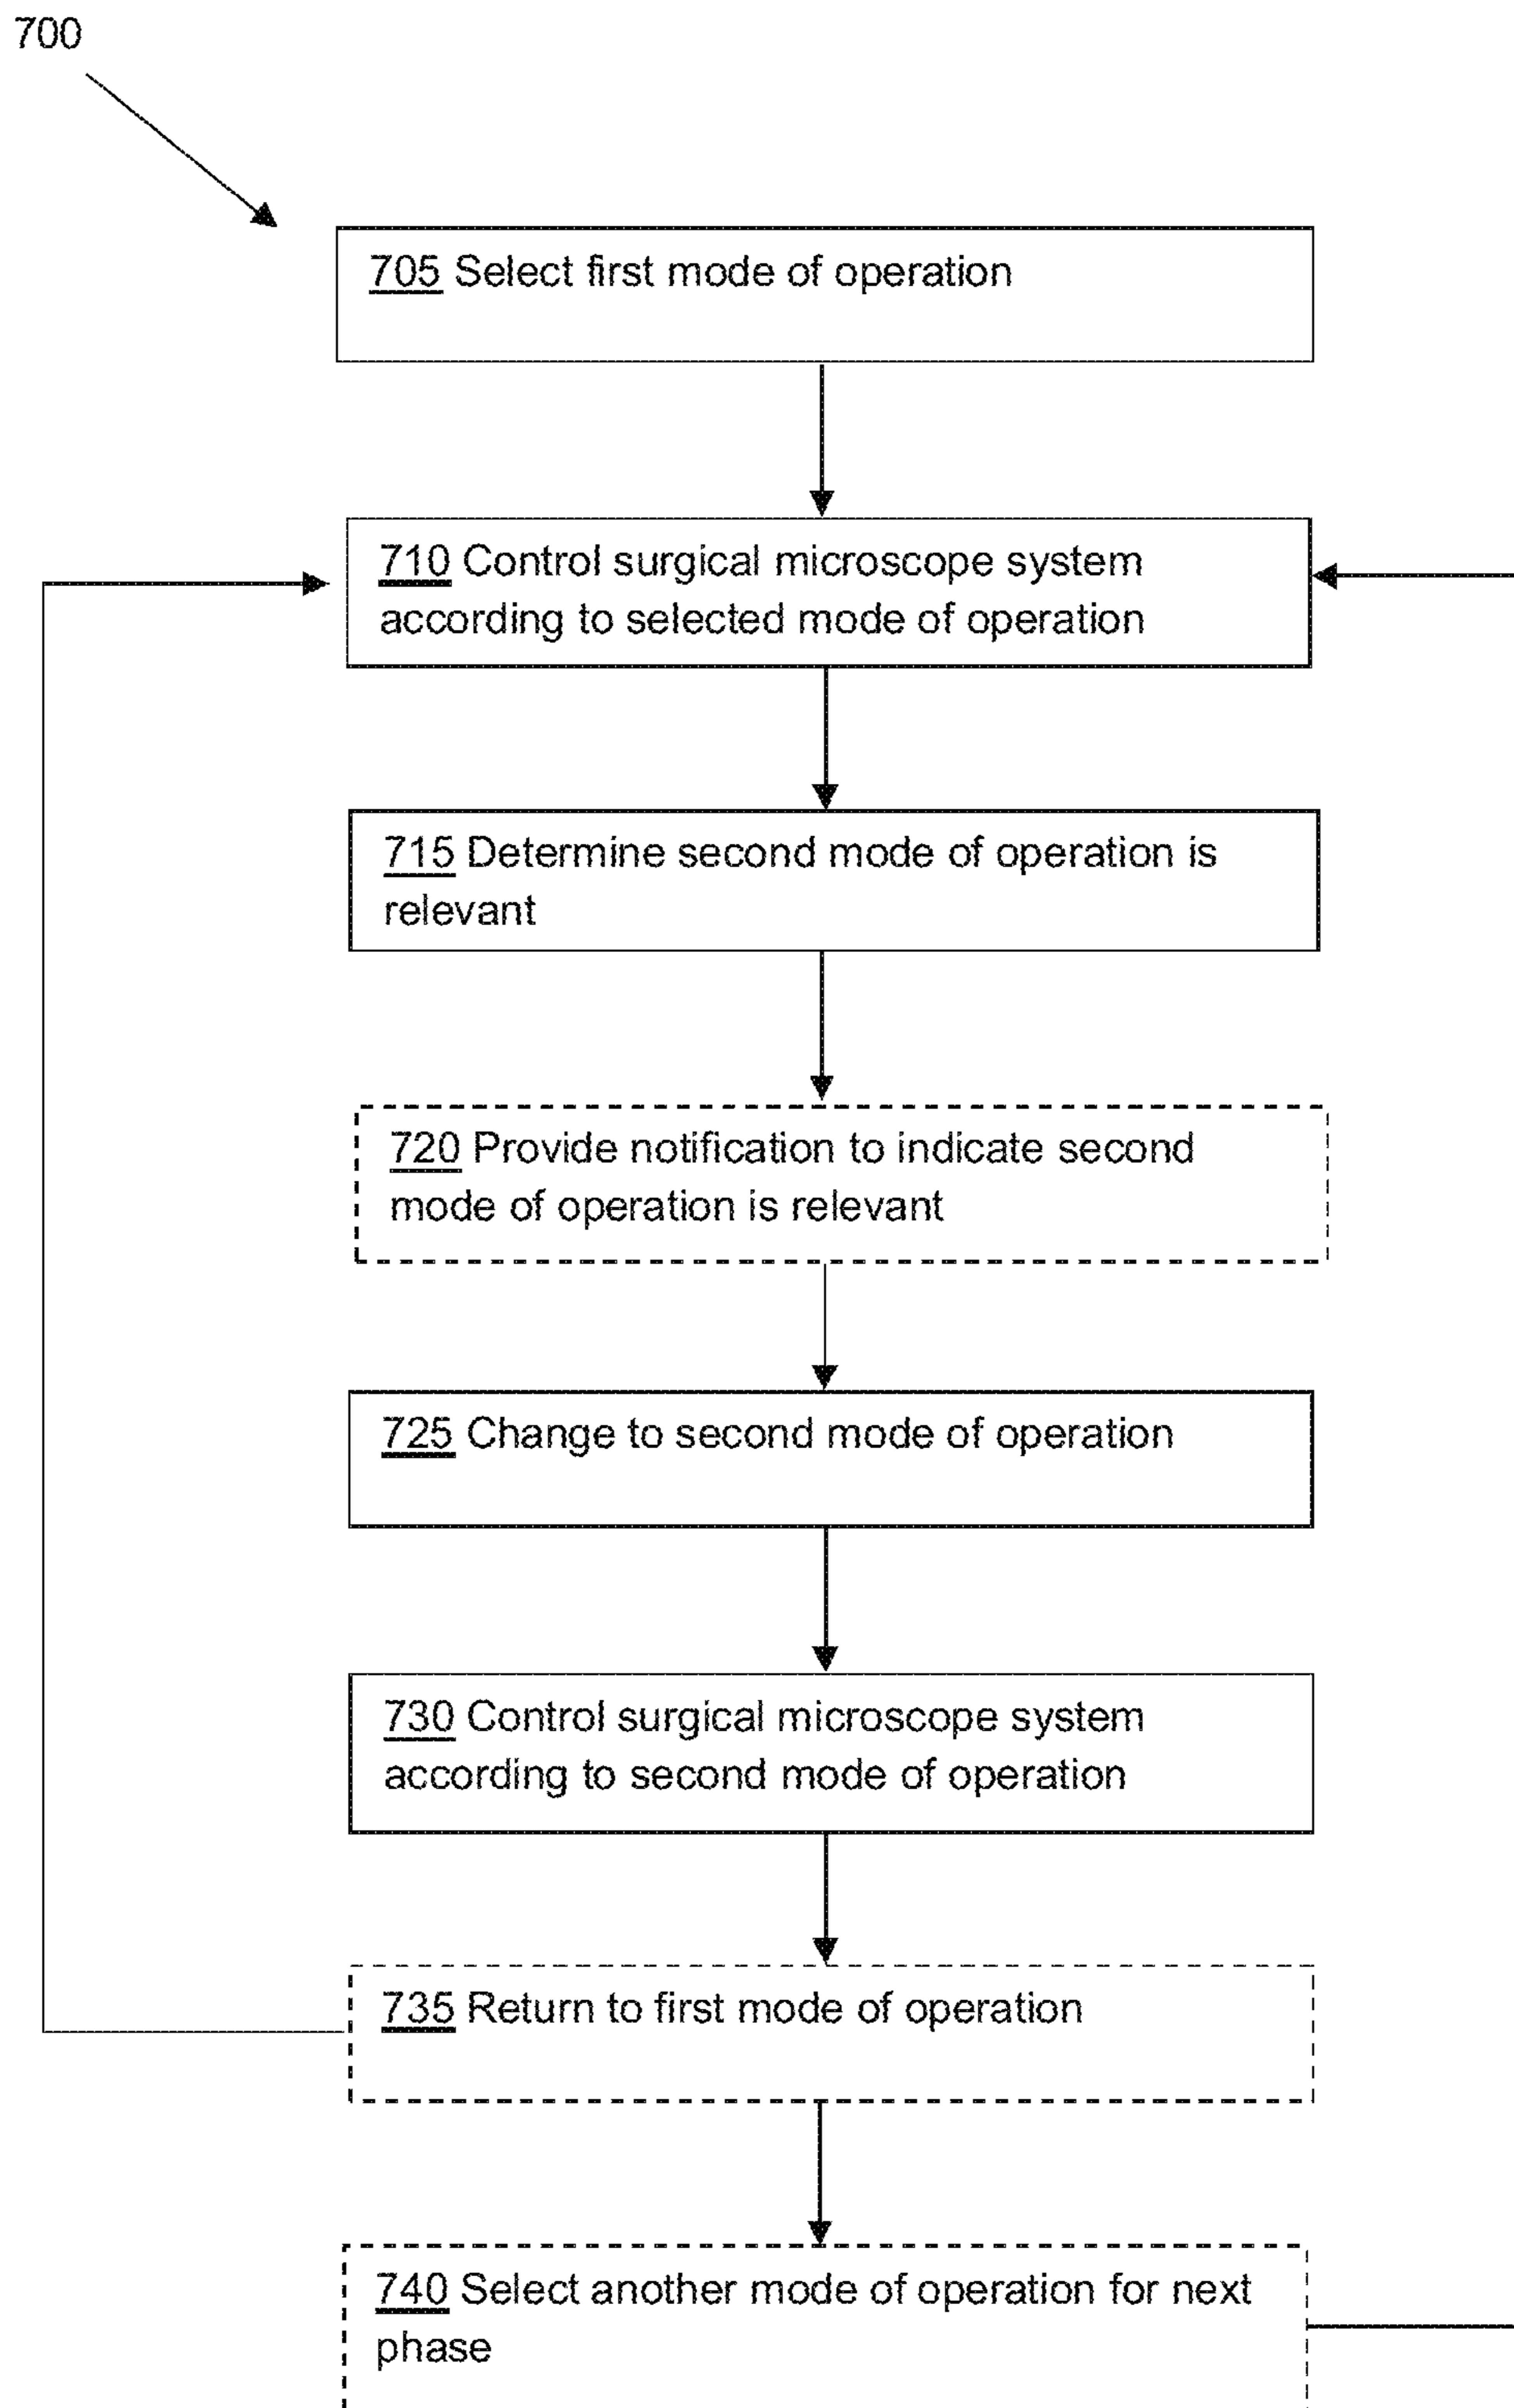 700
705 Select first mode of operation
710 Control surgical microscope system
according to selected mode of operation
715 Determine second mode of operation is
relevant
720 Provide notification to indicate second
mode of operation is relevant
725 Change to second mode of operation
730 Control surgical microscope system
according to second mode of operation
735 Return to first mode of operation
740 Select another mode of operation for next
phase